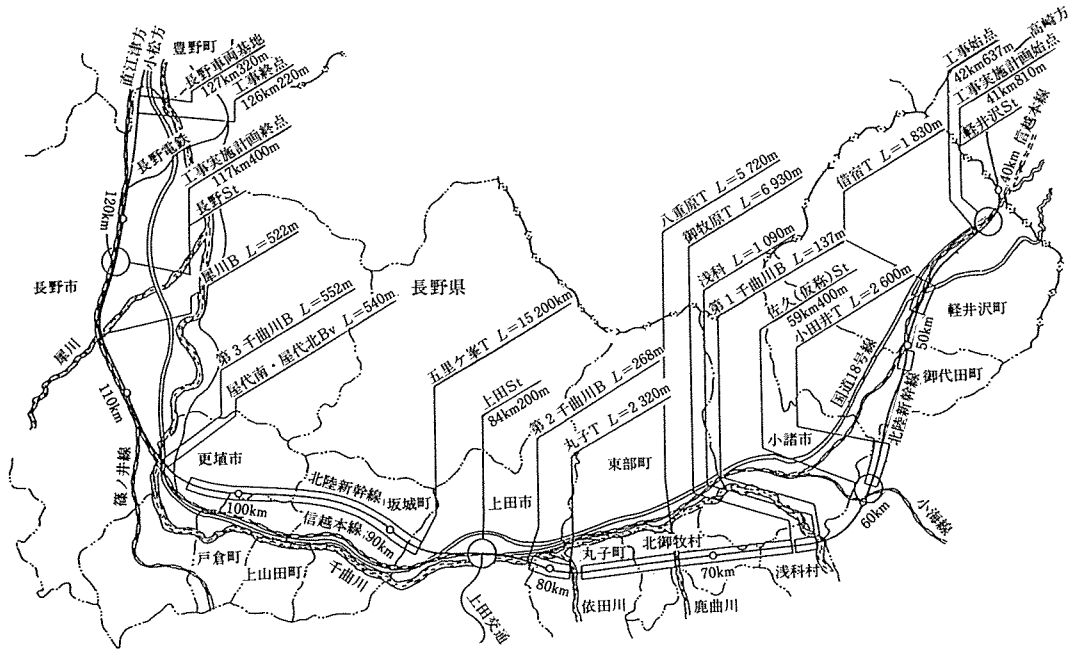 直江津方
小松方
豊野町
長野車両基地
127km320m
工事終点
126km220m
長野電鉄
工事実施計画終点
117km400m
長野St
120km
犀川B L=522m
長野市
第3千曲川B L=552m
屋代南・屋代北Bv L=540m
長野県
犀川
110km
五里ケ峯T L=15 200km
上田St
84km200m
第2千曲川B L=268m
丸子T L=2 320m
八重原T L=5 720m
御牧原T L=6 930m
浅科 L=1 090m
第1千曲川B L=137m
借宿T L=1 830m
佐久(仮称)St
59km400m
小田井T L=2 600m
工事始点
42km637m
高崎方
工事実施計画始点
41km810m
軽井沢St
40km
信越本線
軽井沢町
50km
御代田町
国道18号線
北陸新幹線
小諸市
東部町
更埴市
北陸新幹線
坂城町
上田市
100km
信越本線
90km
篠ノ井線
戸倉町
上山田町
千曲川
上田交通
80km
丸子町
北御牧村
70km
浅科村
依田川
鹿曲川
60km
小海線